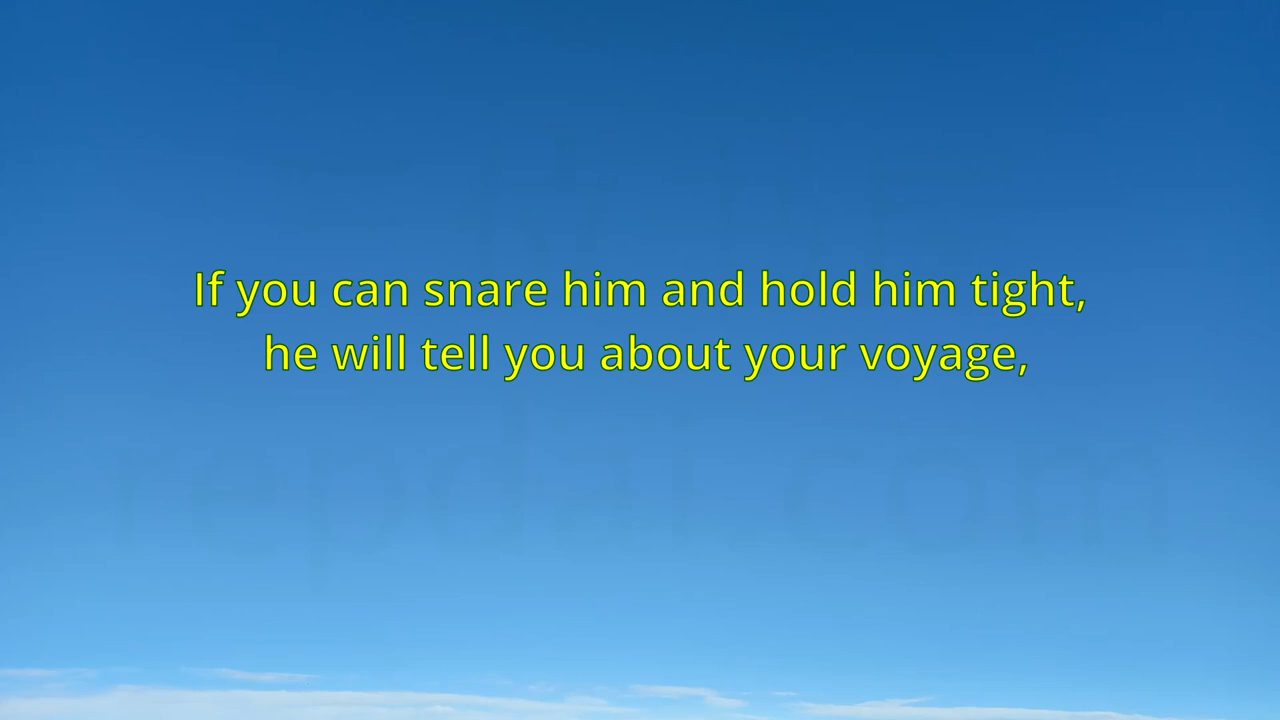 If you can snare him and hold him tight,
he will tell you about your voyage,